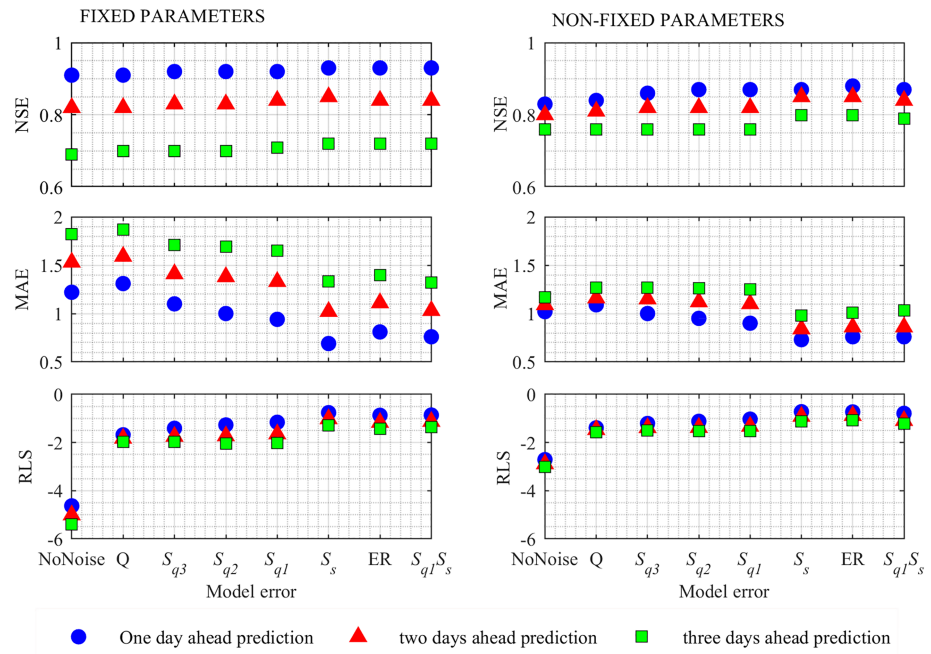 FIXED PARAMETERS
NON-FIXED PARAMETERS
1
0.8
0.6
NSE
1
0.8
0.6
NSE
2
1.5
1
0.5
MAE
2
1.5
1
0.5
MAE
0
-2
-4
-6
RLS
0
-2
-4
-6
RLS
NoNoise Q Sq3 Sq2 Sq1 Ss ER Sq1Ss
Model error
NoNoise Q Sq3 Sq2 Sq1 Ss ER Sq1Ss
Model error
One day ahead prediction two days ahead prediction three days ahead prediction